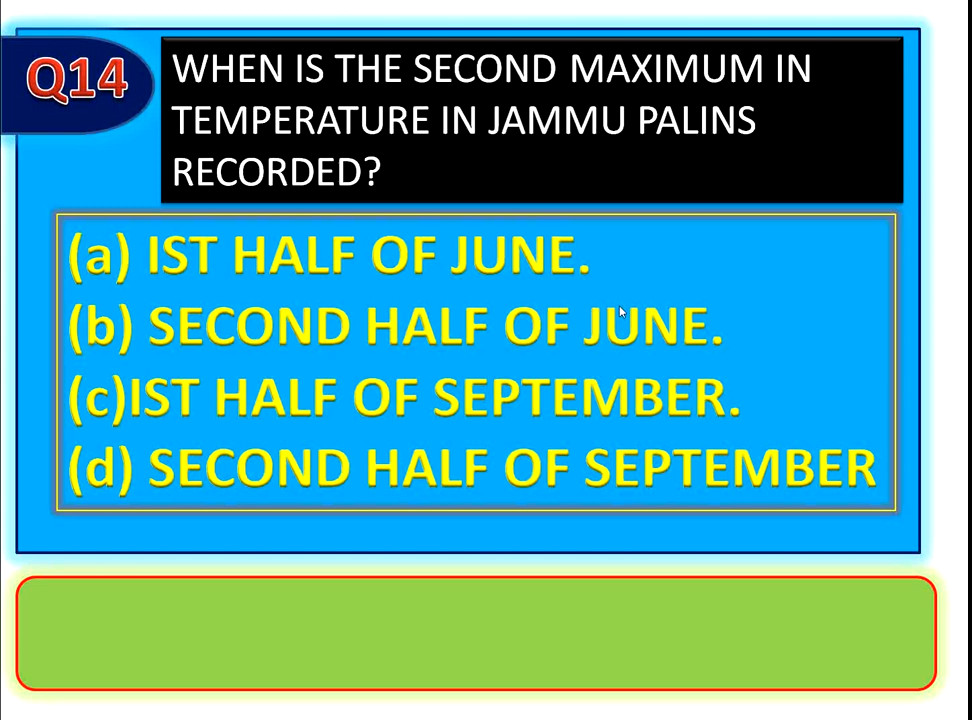 Q14
WHEN IS THE SECOND MAXIMUM IN
TEMPERATURE IN JAMMU PALINS
RECORDED?
(a) IST HALF OF JUNE.
(b) SECOND HALF OF JUNE.
(c)IST HALF OF SEPTEMBER.
(d) SECOND HALF OF SEPTEMBER